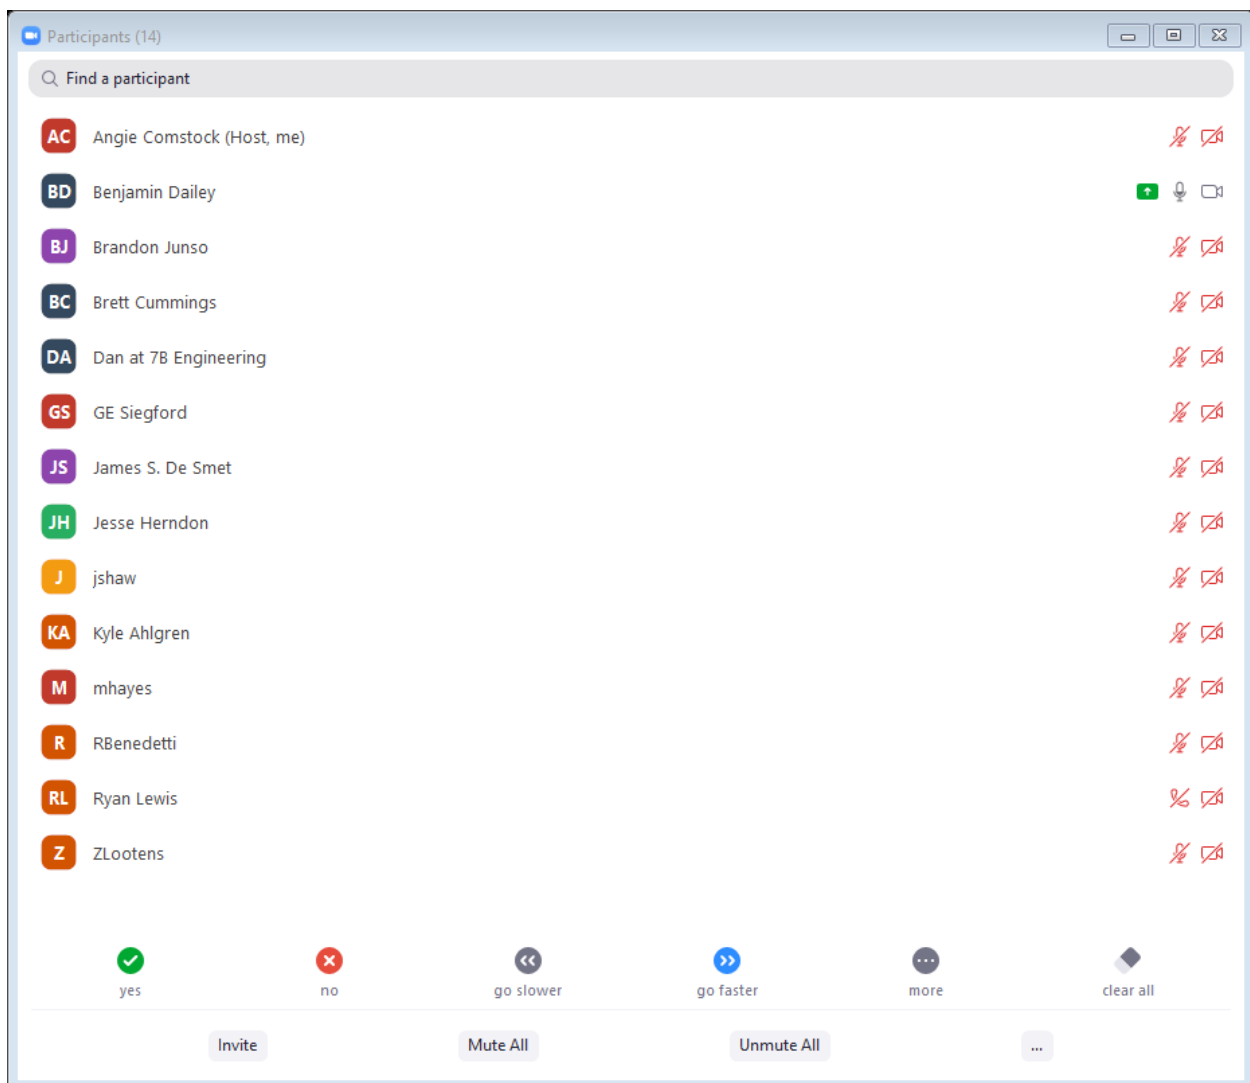 Participants (14)
Find a participant
AC Angie Comstock (Host, me)
BD Benjamin Dailey
BJ Brandon Junso
BC Brett Cummings
DA Dan at 7B Engineering
GS GE Siegford
JS James S. De Smet
JH Jesse Herndon
J jshaw
KA Kyle Ahlgren
M mhayes
R RBenedetti
RL Ryan Lewis
Z ZLootens
yes no go slower go faster more clear all
Invite Mute All Unmute All ...